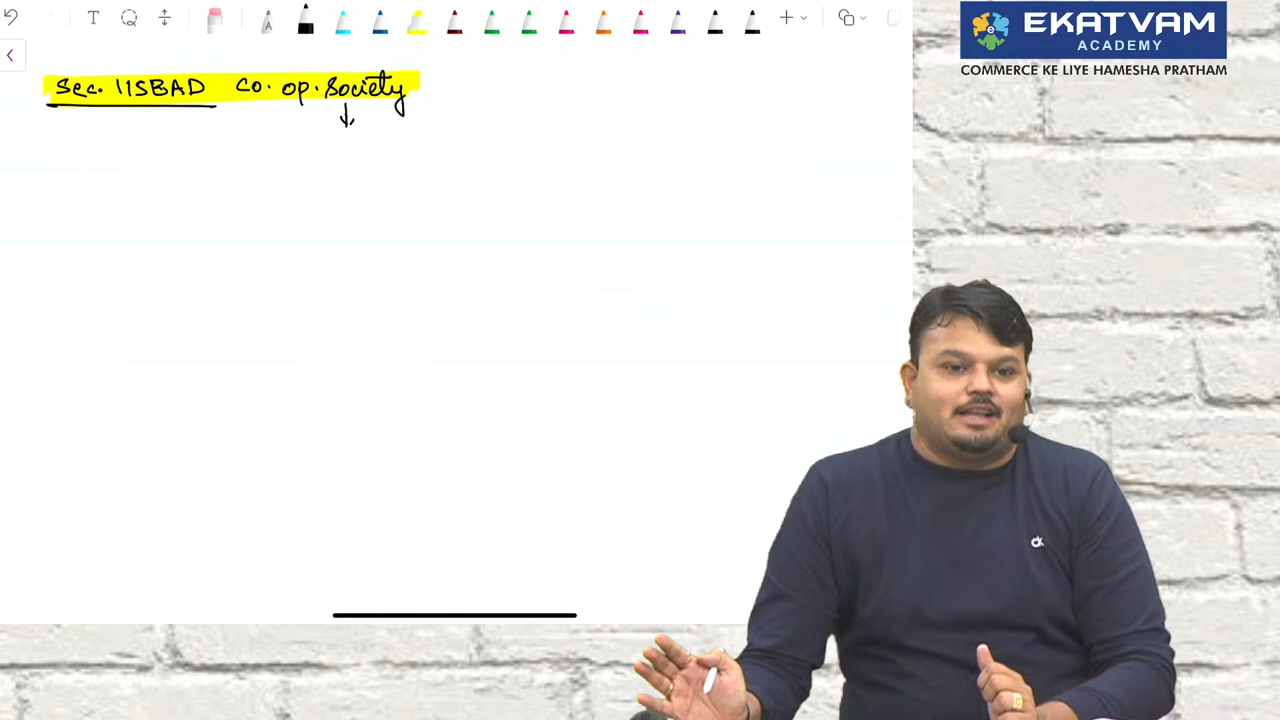 EKATVAM
ACADEMY
COMMERCE KE LIYE HAMESHA PRATHAM
Sec. 115BAD Co. op. Society